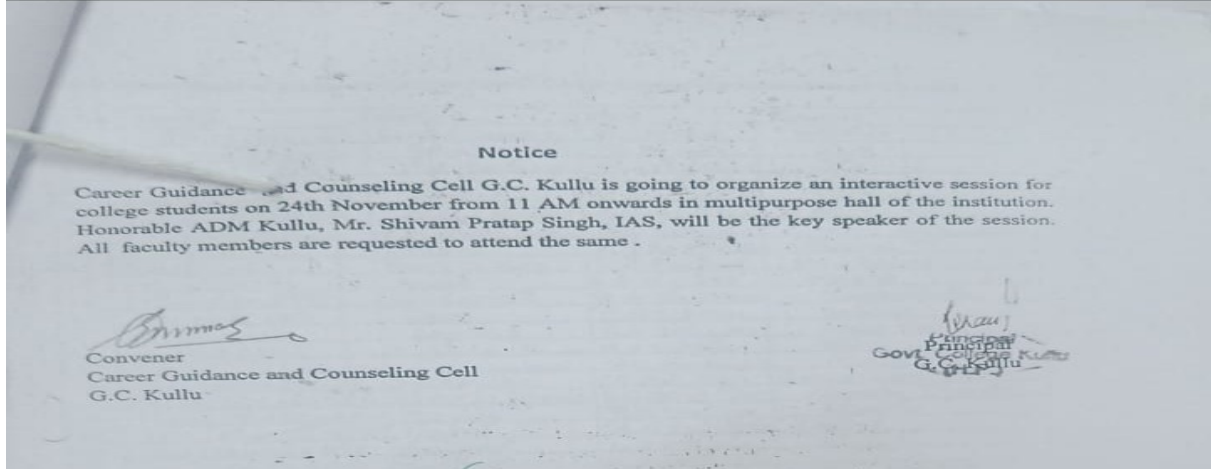 Notice
Career Guidance and Counseling Cell G.C. Kullu is going to organize an interactive session for
college students on 24th November from 11 AM onwards in multipurpose hall of the institution.
Honorable ADM Kullu, Mr. Shivam Pratap Singh, IAS, will be the key speaker of the session.
All faculty members are requested to attend the same .
Convener
Career Guidance and Counseling Cell
G.C. Kullu
Principal
Principal
Govt. College Kullu
G.C. Kullu